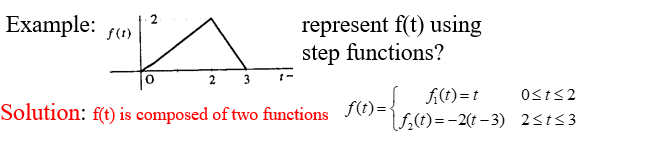 Example:
f(t)
2
0 2 3 t–
represent f(t) using
step functions?
Solution: f(t) is composed of two functions
f(t)={ f₁(t)=t 0≤t≤2
f₂(t)=−2(t−3) 2≤t≤3